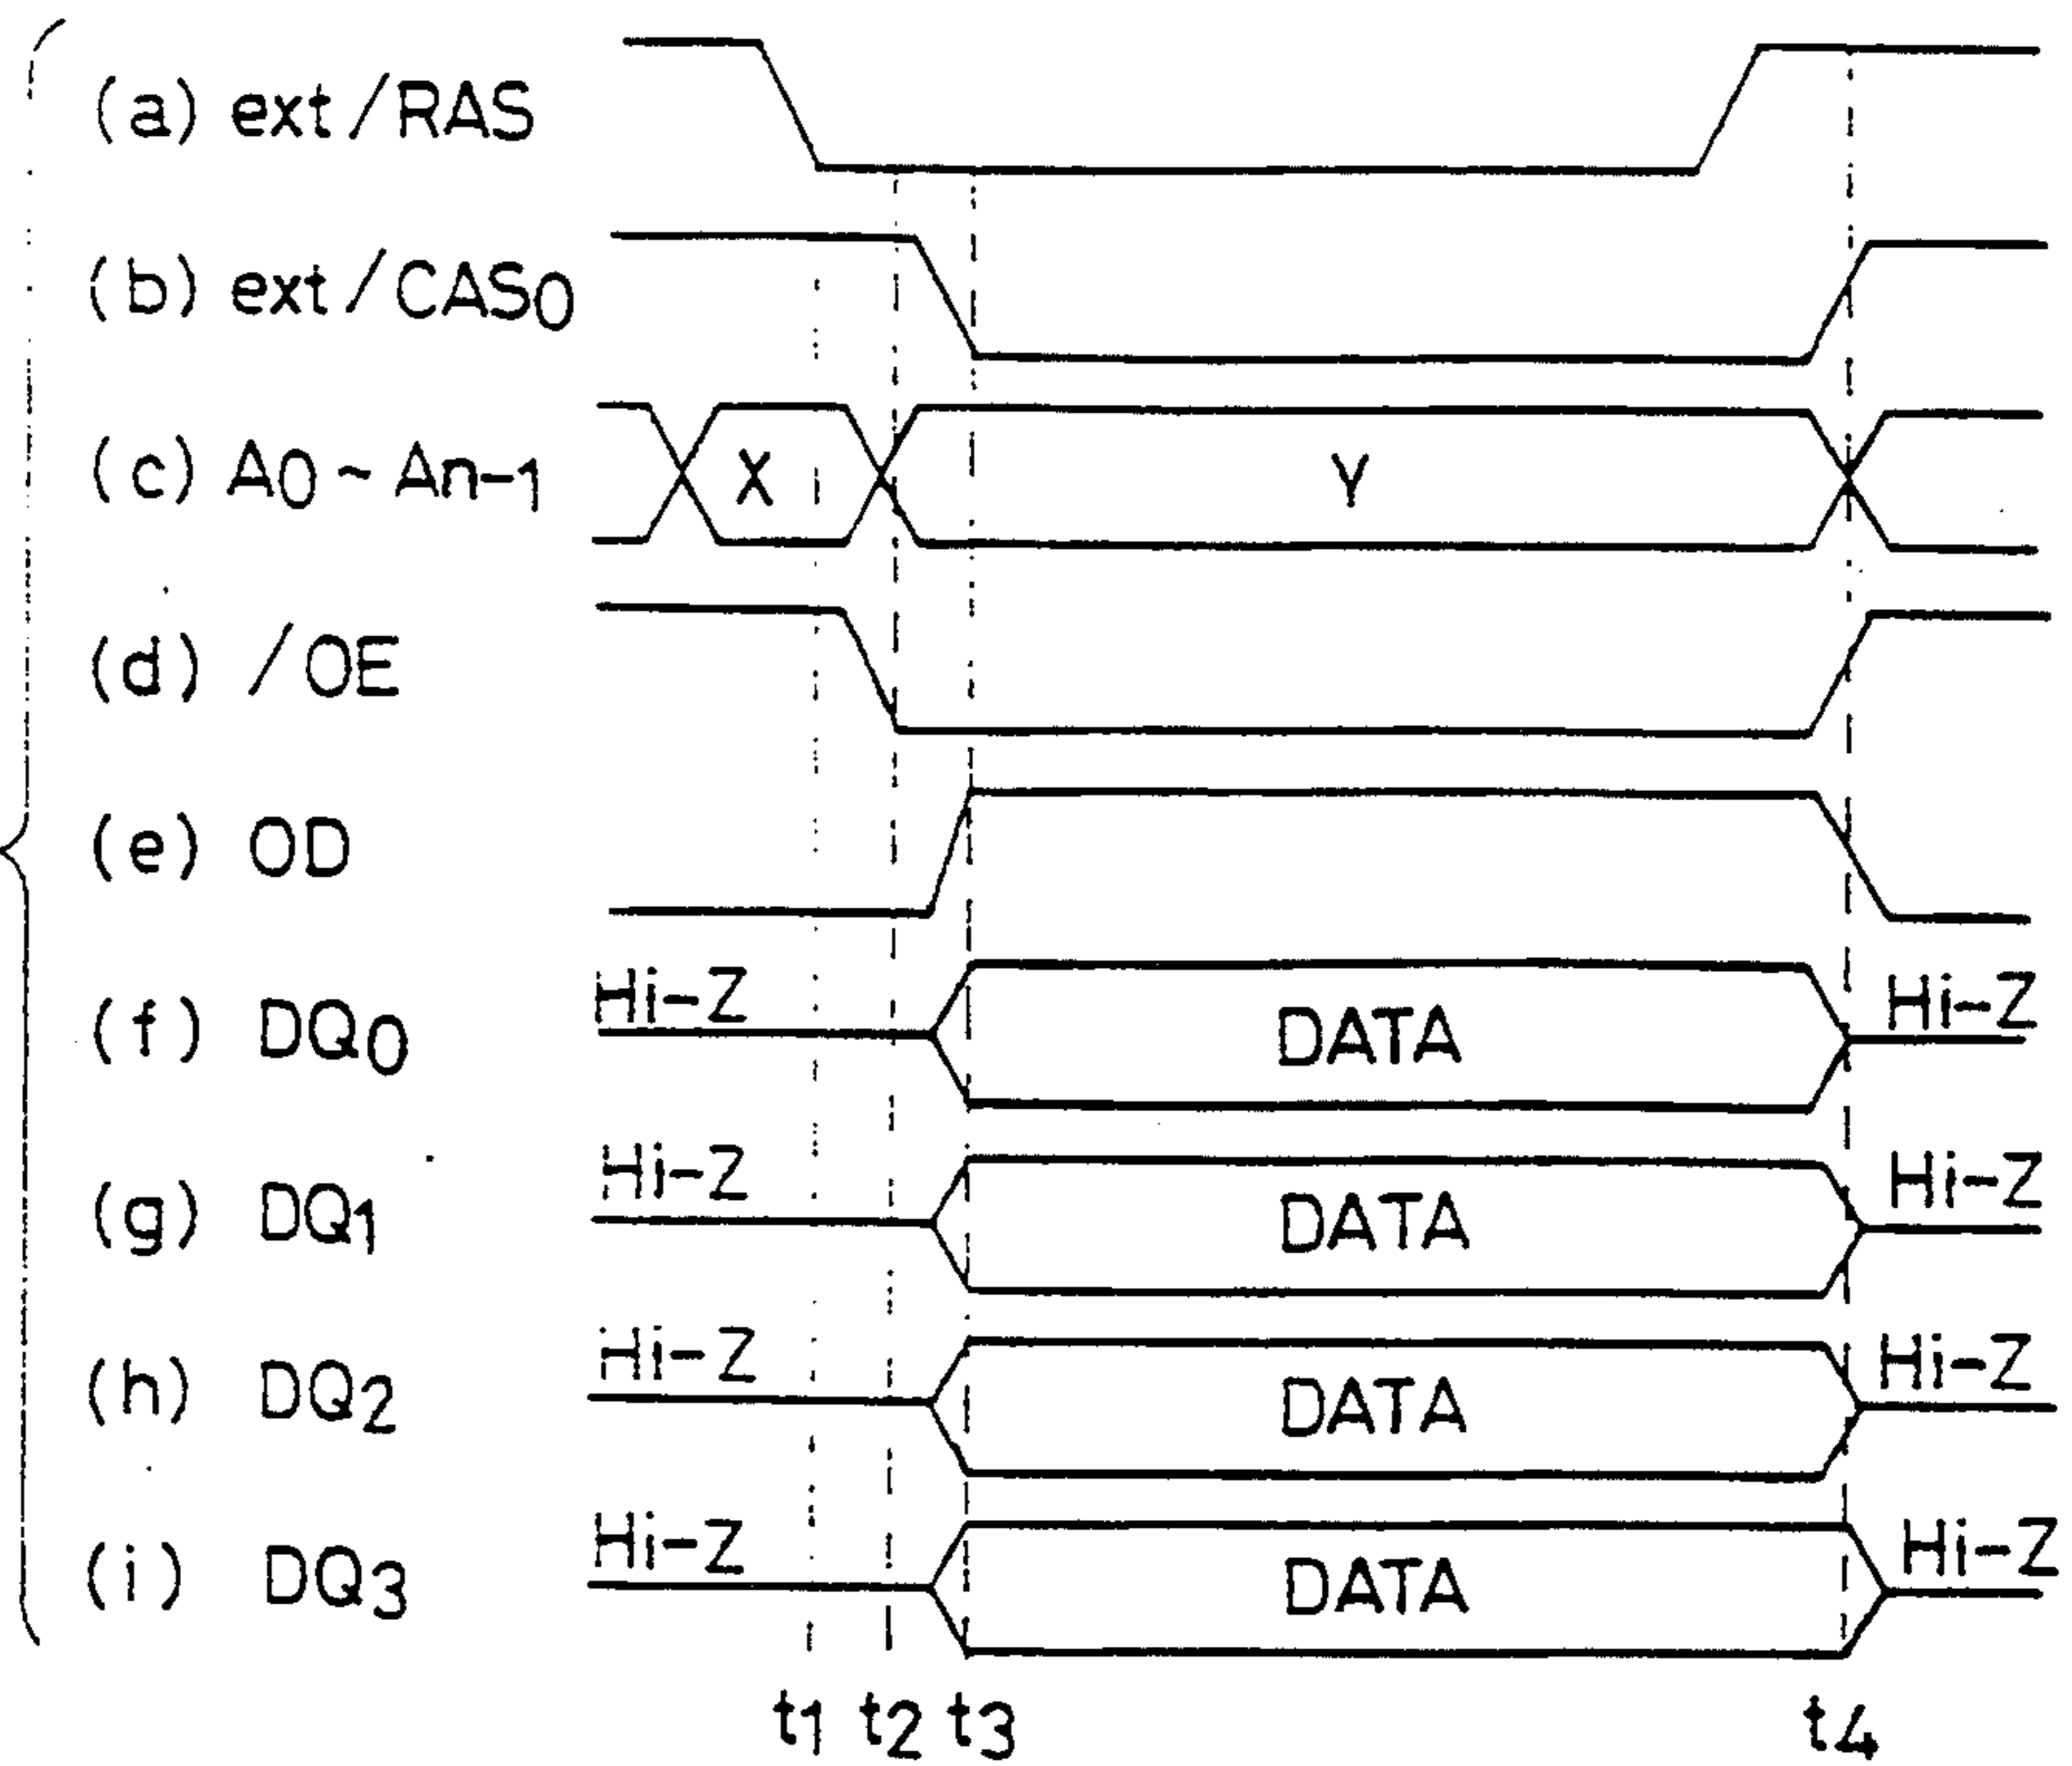 (a) ext/RAS
(b) ext/CAS0
(c) A0~An-1 X Y
(d) /OE
(e) OD
(f) DQ0 Hi-Z DATA Hi-Z
(g) DQ1 Hi-Z DATA Hi-Z
(h) DQ2 Hi-Z DATA Hi-Z
(i) DQ3 Hi-Z DATA Hi-Z
t1 t2 t3 t4